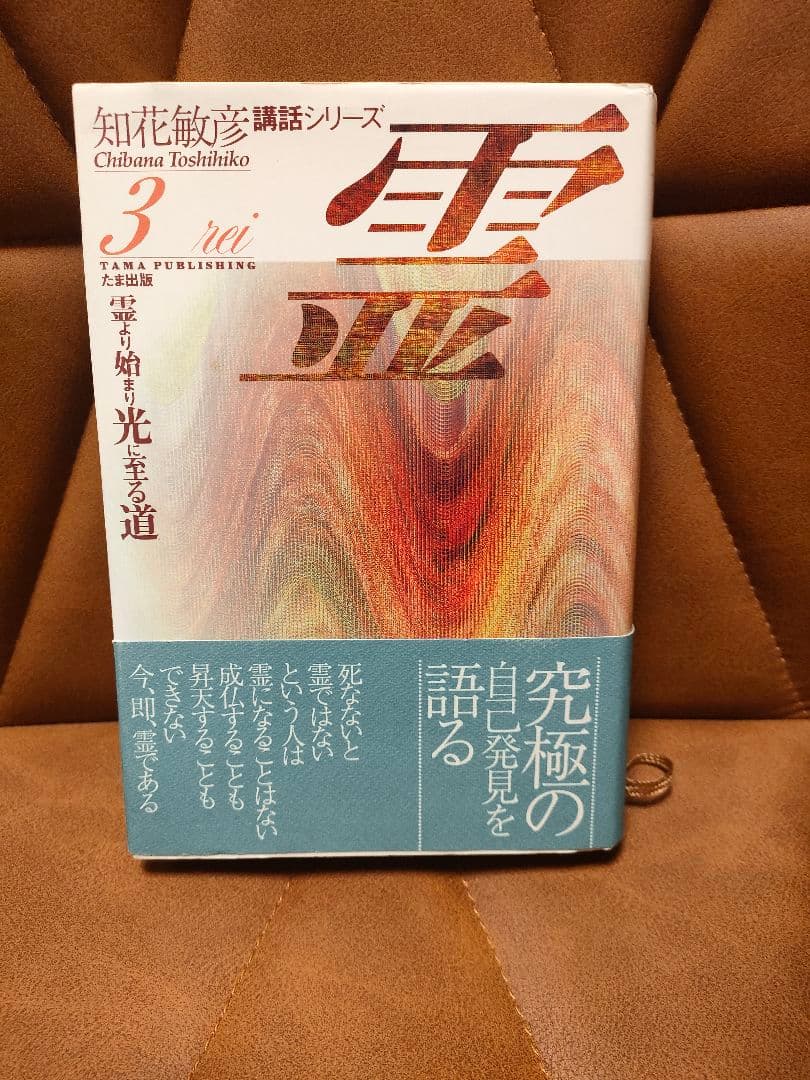 知花敏彦講話シリーズ
Chibana Toshihiko
3 rei
TAMA PUBLISHING
たま出版
霊
霊より始まり光に至る道
究極の
自己発見を
語る
死なないと
霊ではない
という人は
霊になることはない
成仏することも
昇天することも
できない
今、即、霊である